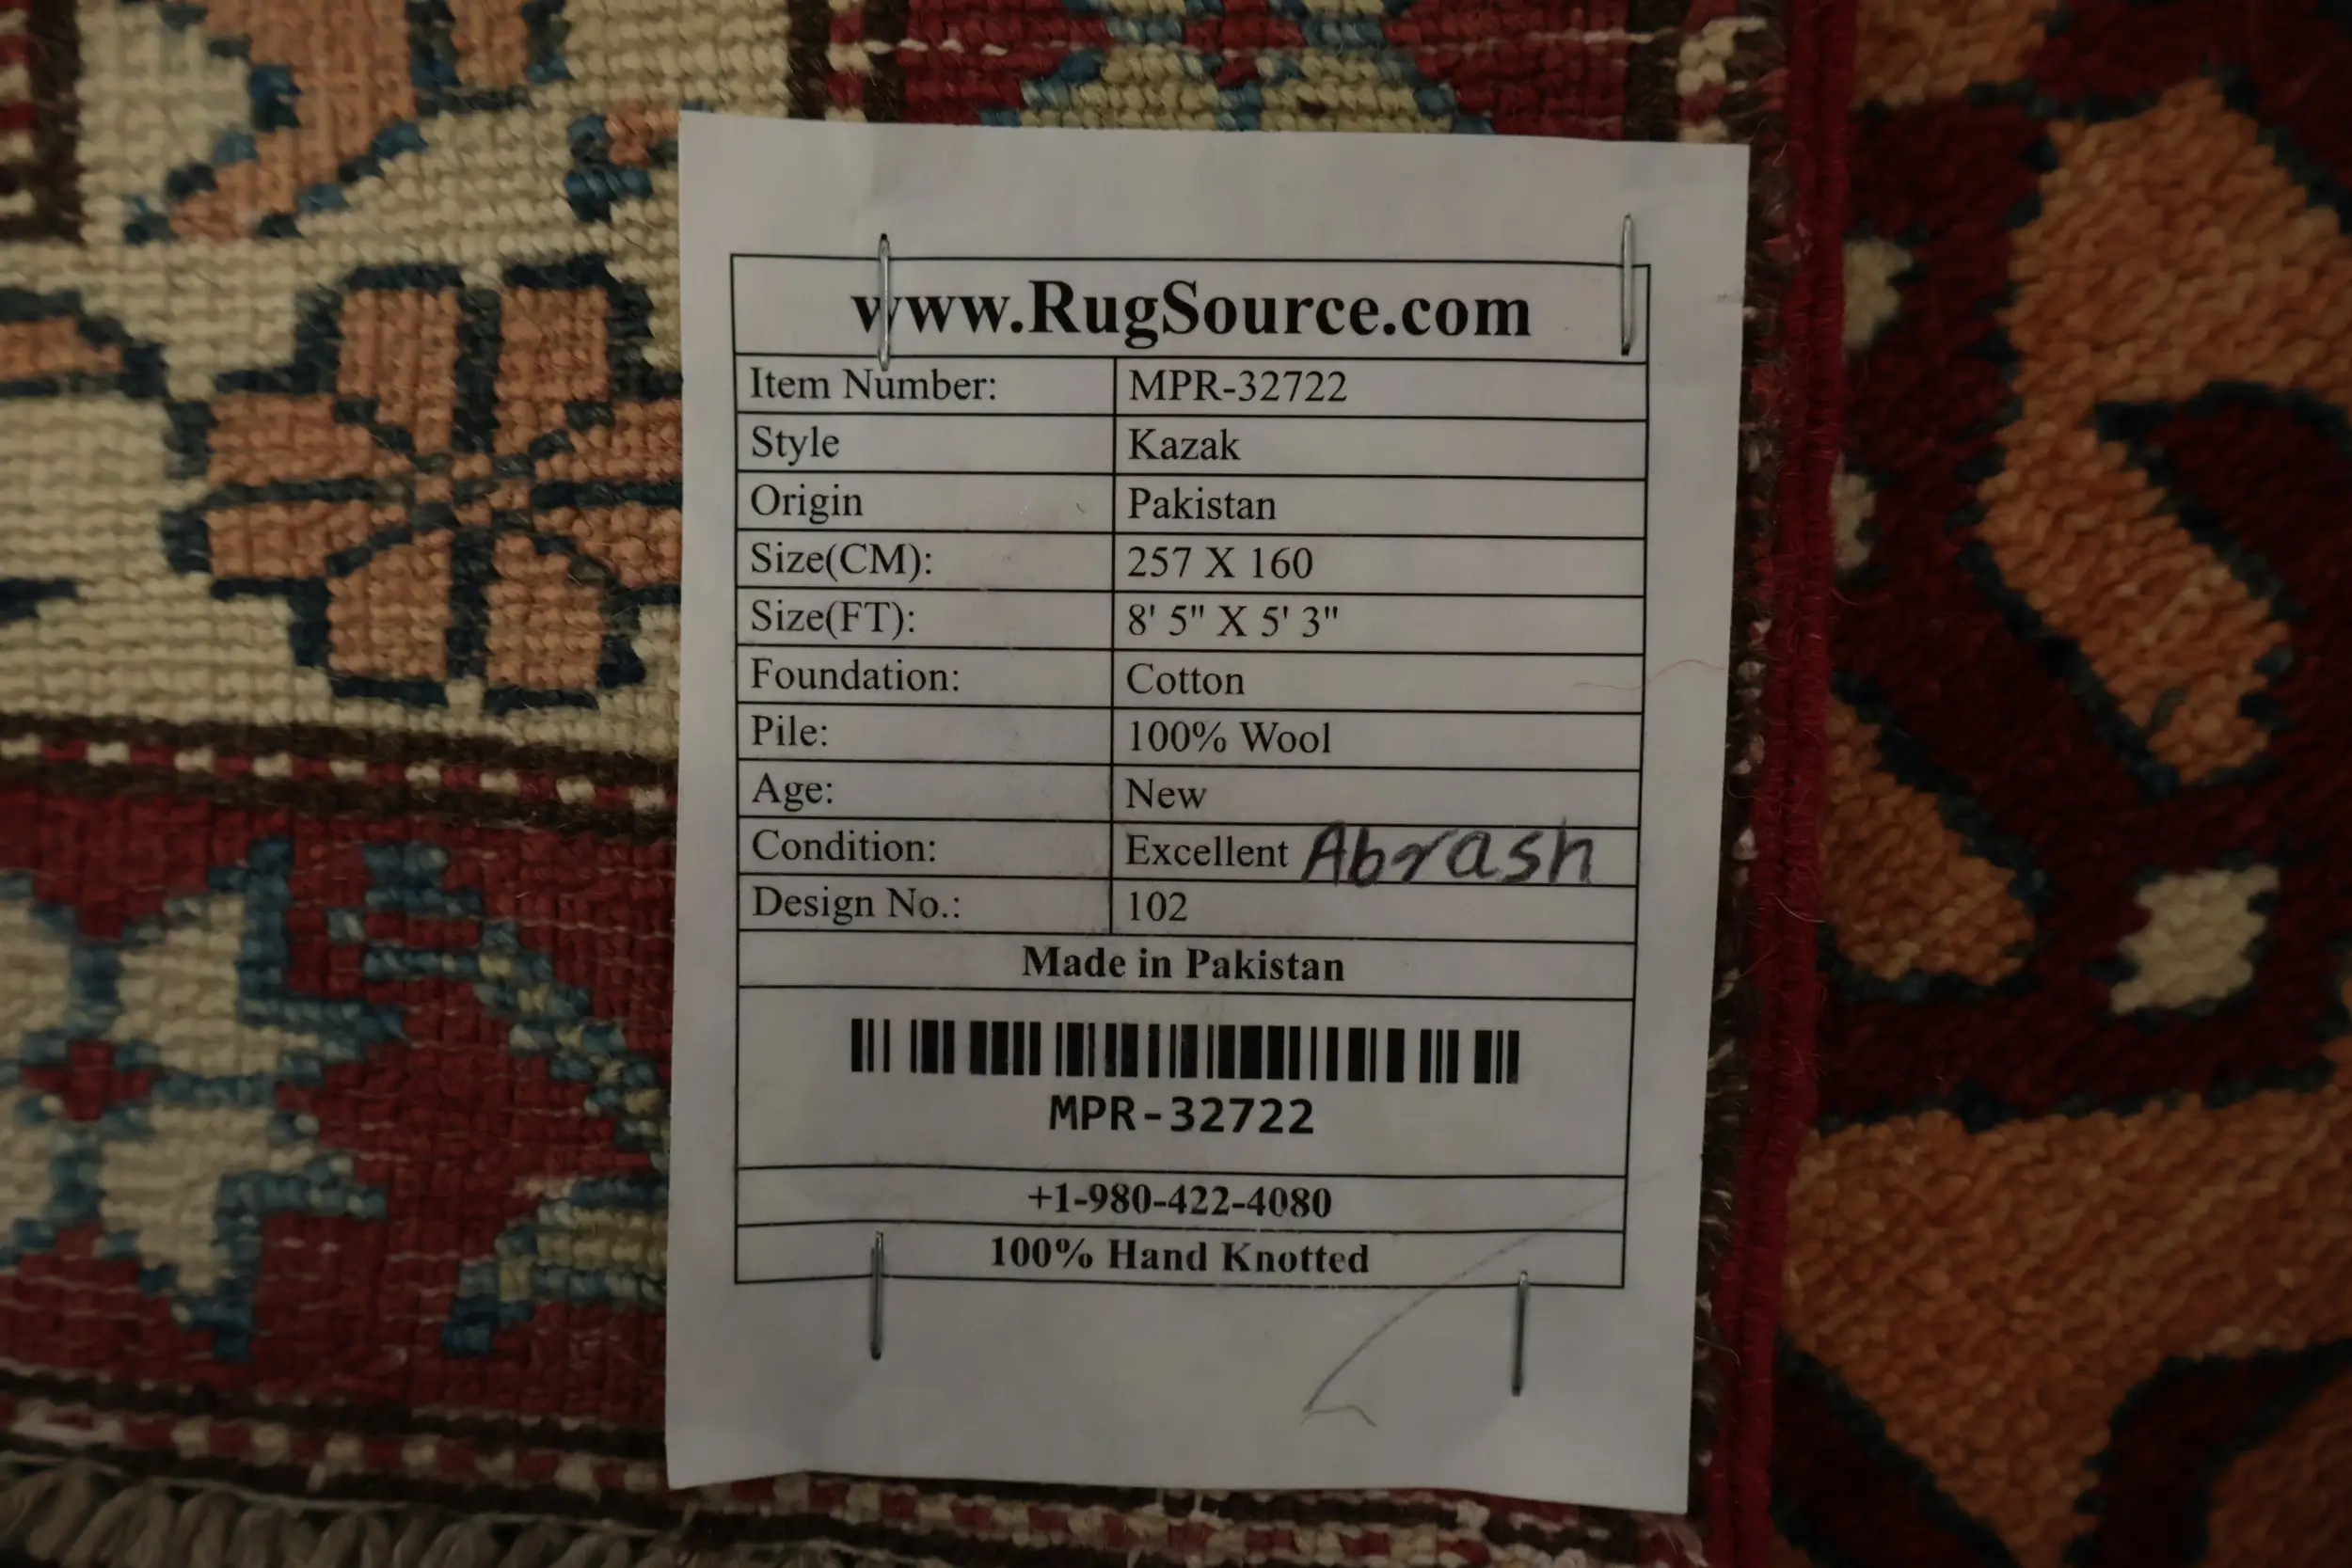 www.RugSource.com
Item Number: MPR-32722
Style Kazak
Origin Pakistan
Size(CM): 257 X 160
Size(FT): 8' 5" X 5' 3"
Foundation: Cotton
Pile: 100% Wool
Age: New
Condition: Excellent Abrash
Design No.: 102
Made in Pakistan
MPR-32722
+1-980-422-4080
100% Hand Knotted